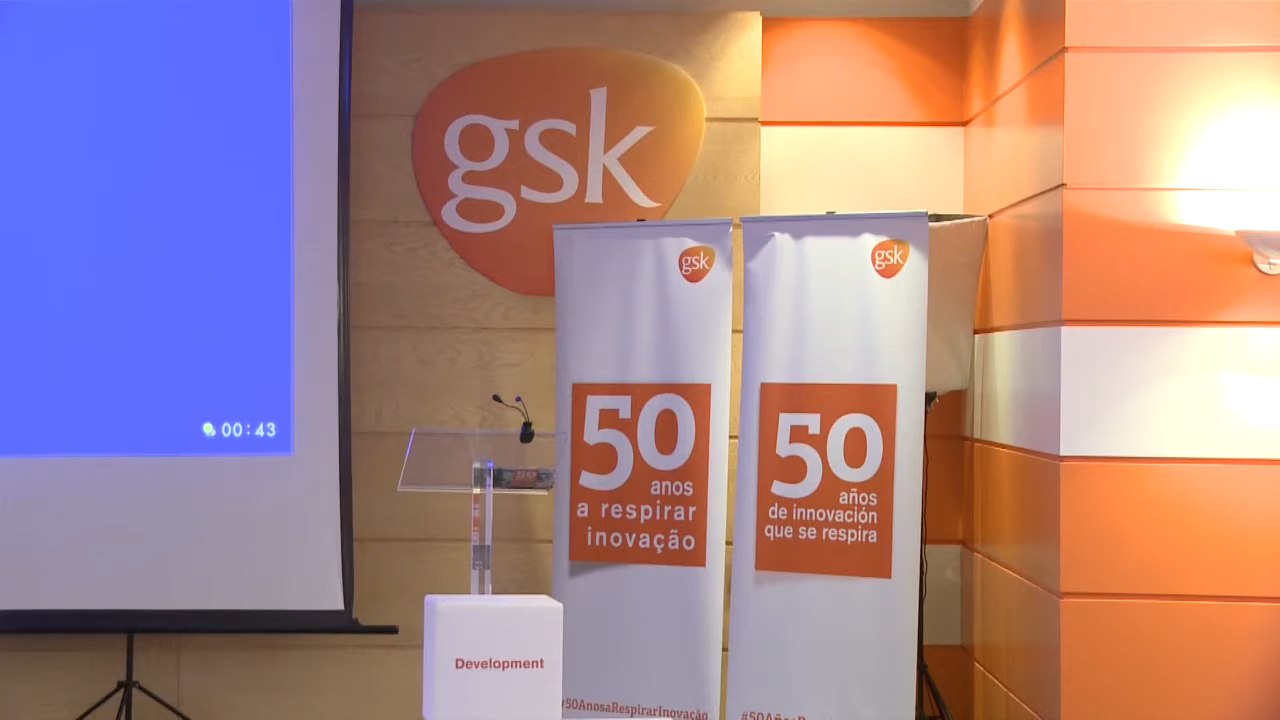 gsk
00:43
gsk
50
anos
a respirar
inovação
#50AnosaRespirarInovação
gsk
50
años
de innovación
que se respira
Development